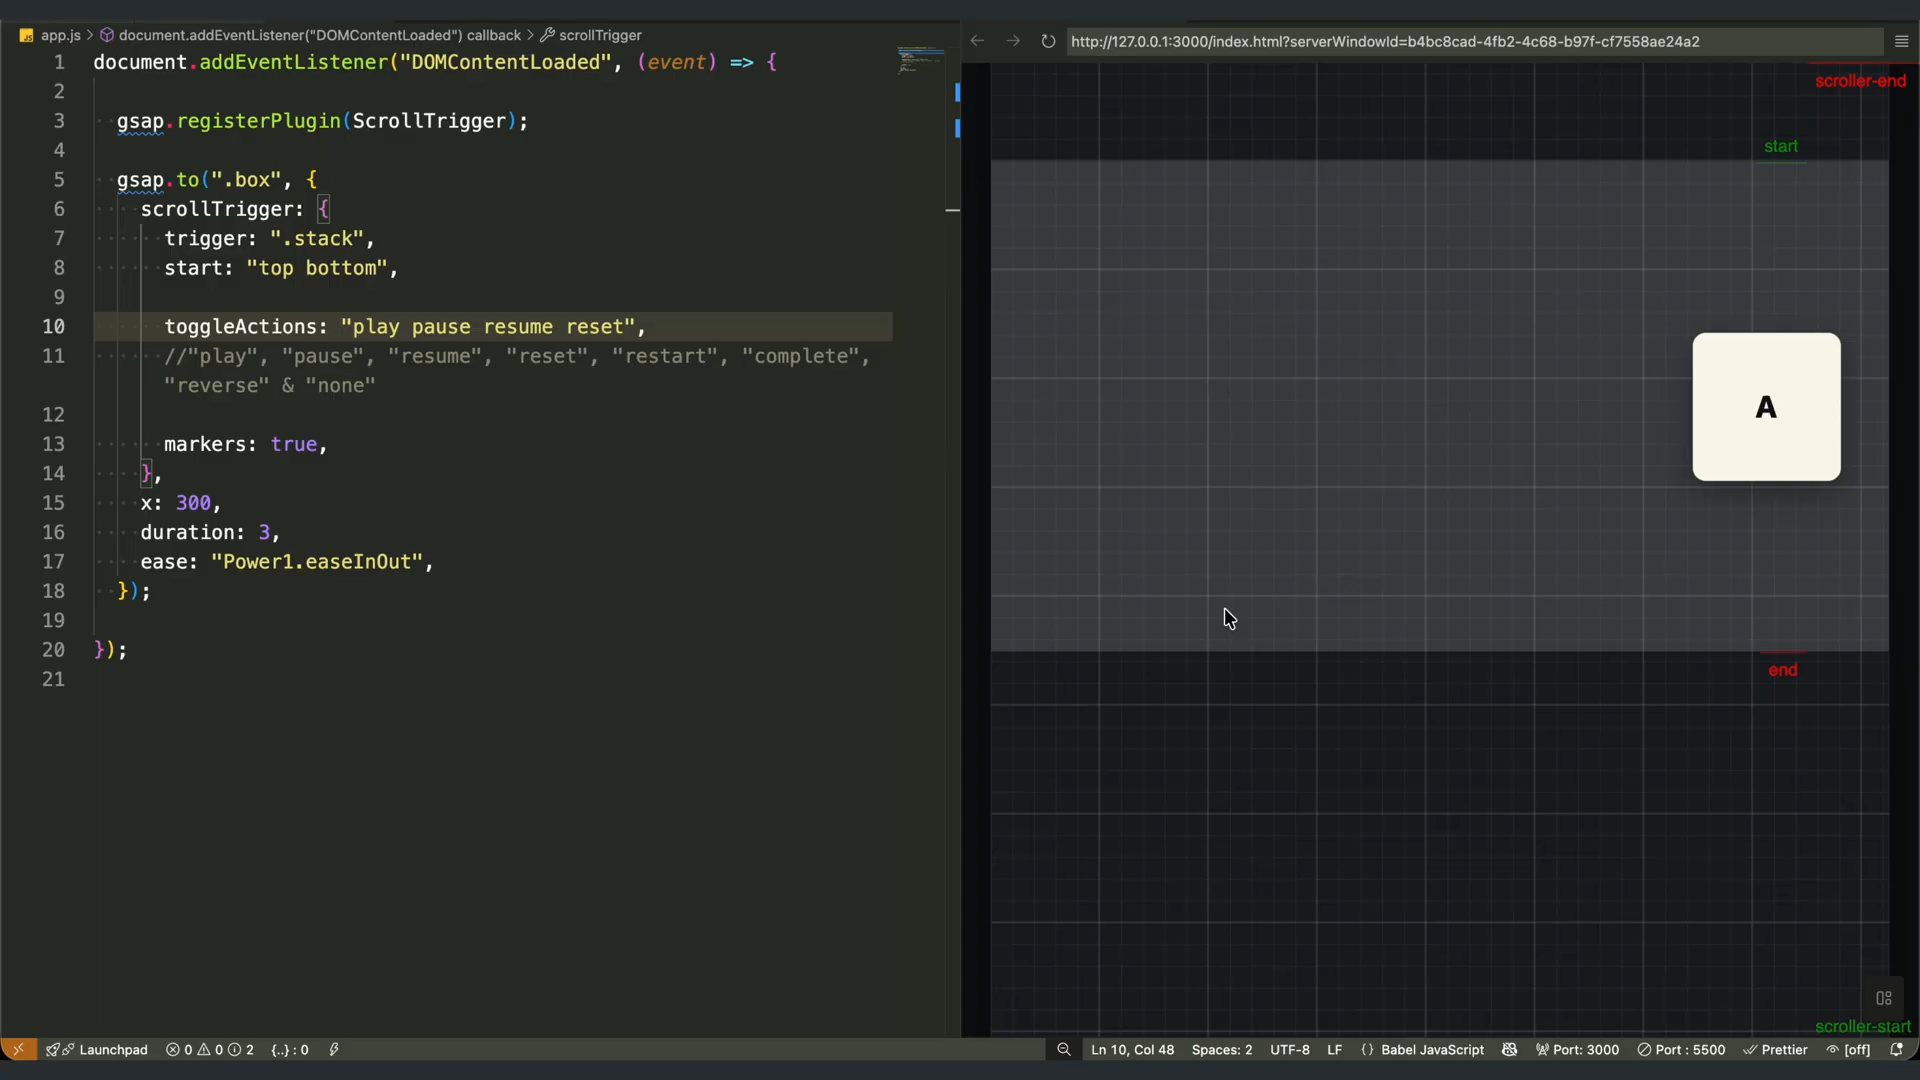 app.js > document.addEventListener("DOMContentLoaded") callback > scrollTrigger
1 document.addEventListener("DOMContentLoaded", (event) => {
2
3 gsap.registerPlugin(ScrollTrigger);
4
5 gsap.to(".box", {
6 scrollTrigger: {
7 trigger: ".stack",
8 start: "top bottom",
9
10 toggleActions: "play pause resume reset",
11 //"play", "pause", "resume", "reset", "restart", "complete",
"reverse" & "none"
12
13 markers: true,
14 },
15 x: 300,
16 duration: 3,
17 ease: "Power1.easeInOut",
18 });
19
20 });
21
http://127.0.0.1:3000/index.html?serverWindowId=b4bc8cad-4fb2-4c68-b97f-cf7558ae24a2
scroller-end
start
A
end
scroller-start
Launchpad 0 0 2 {..} : 0 Ln 10, Col 48 Spaces: 2 UTF-8 LF {} Babel JavaScript Port: 3000 Port : 5500 Prettier [off]